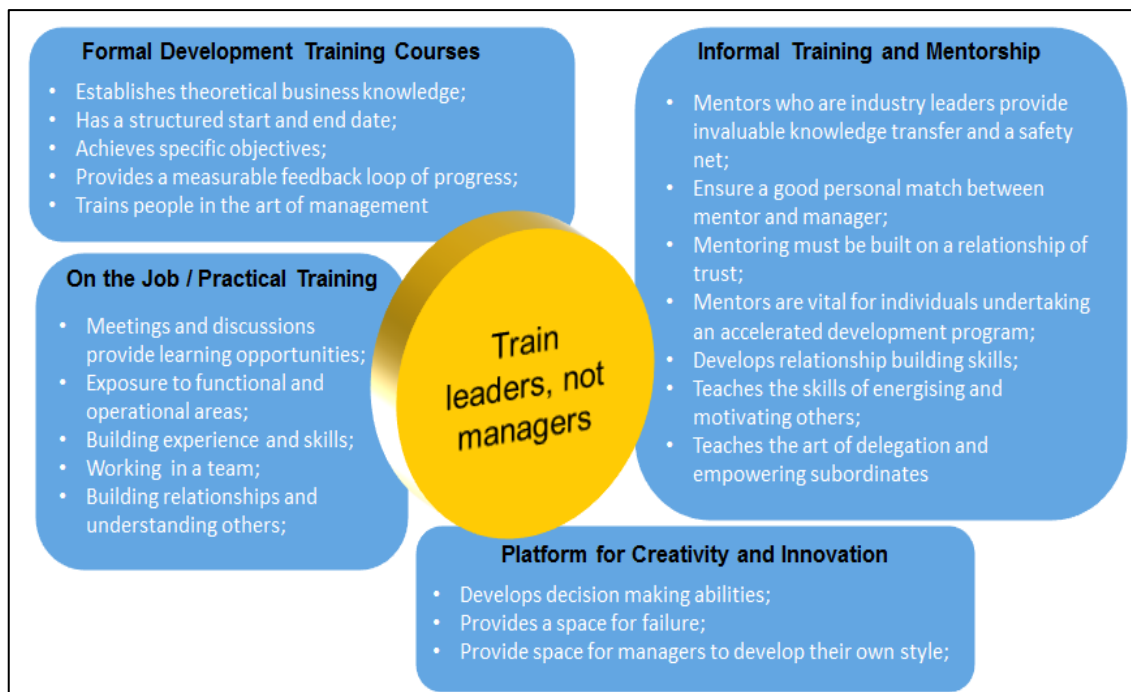 Formal Development Training Courses
• Establishes theoretical business knowledge;
• Has a structured start and end date;
• Achieves specific objectives;
• Provides a measurable feedback loop of progress;
• Trains people in the art of management
Informal Training and Mentorship
• Mentors who are industry leaders provide
invaluable knowledge transfer and a safety
net;
• Ensure a good personal match between
mentor and manager;
• Mentoring must be built on a relationship of
trust;
• Mentors are vital for individuals undertaking
an accelerated development program;
• Develops relationship building skills;
• Teaches the skills of energising and
motivating others;
• Teaches the art of delegation and
empowering subordinates
On the Job / Practical Training
• Meetings and discussions
provide learning opportunities;
• Exposure to functional and
operational areas;
• Building experience and skills;
• Working in a team;
• Building relationships and
understanding others;
Train
leaders, not
managers
Platform for Creativity and Innovation
• Develops decision making abilities;
• Provides a space for failure;
• Provide space for managers to develop their own style;